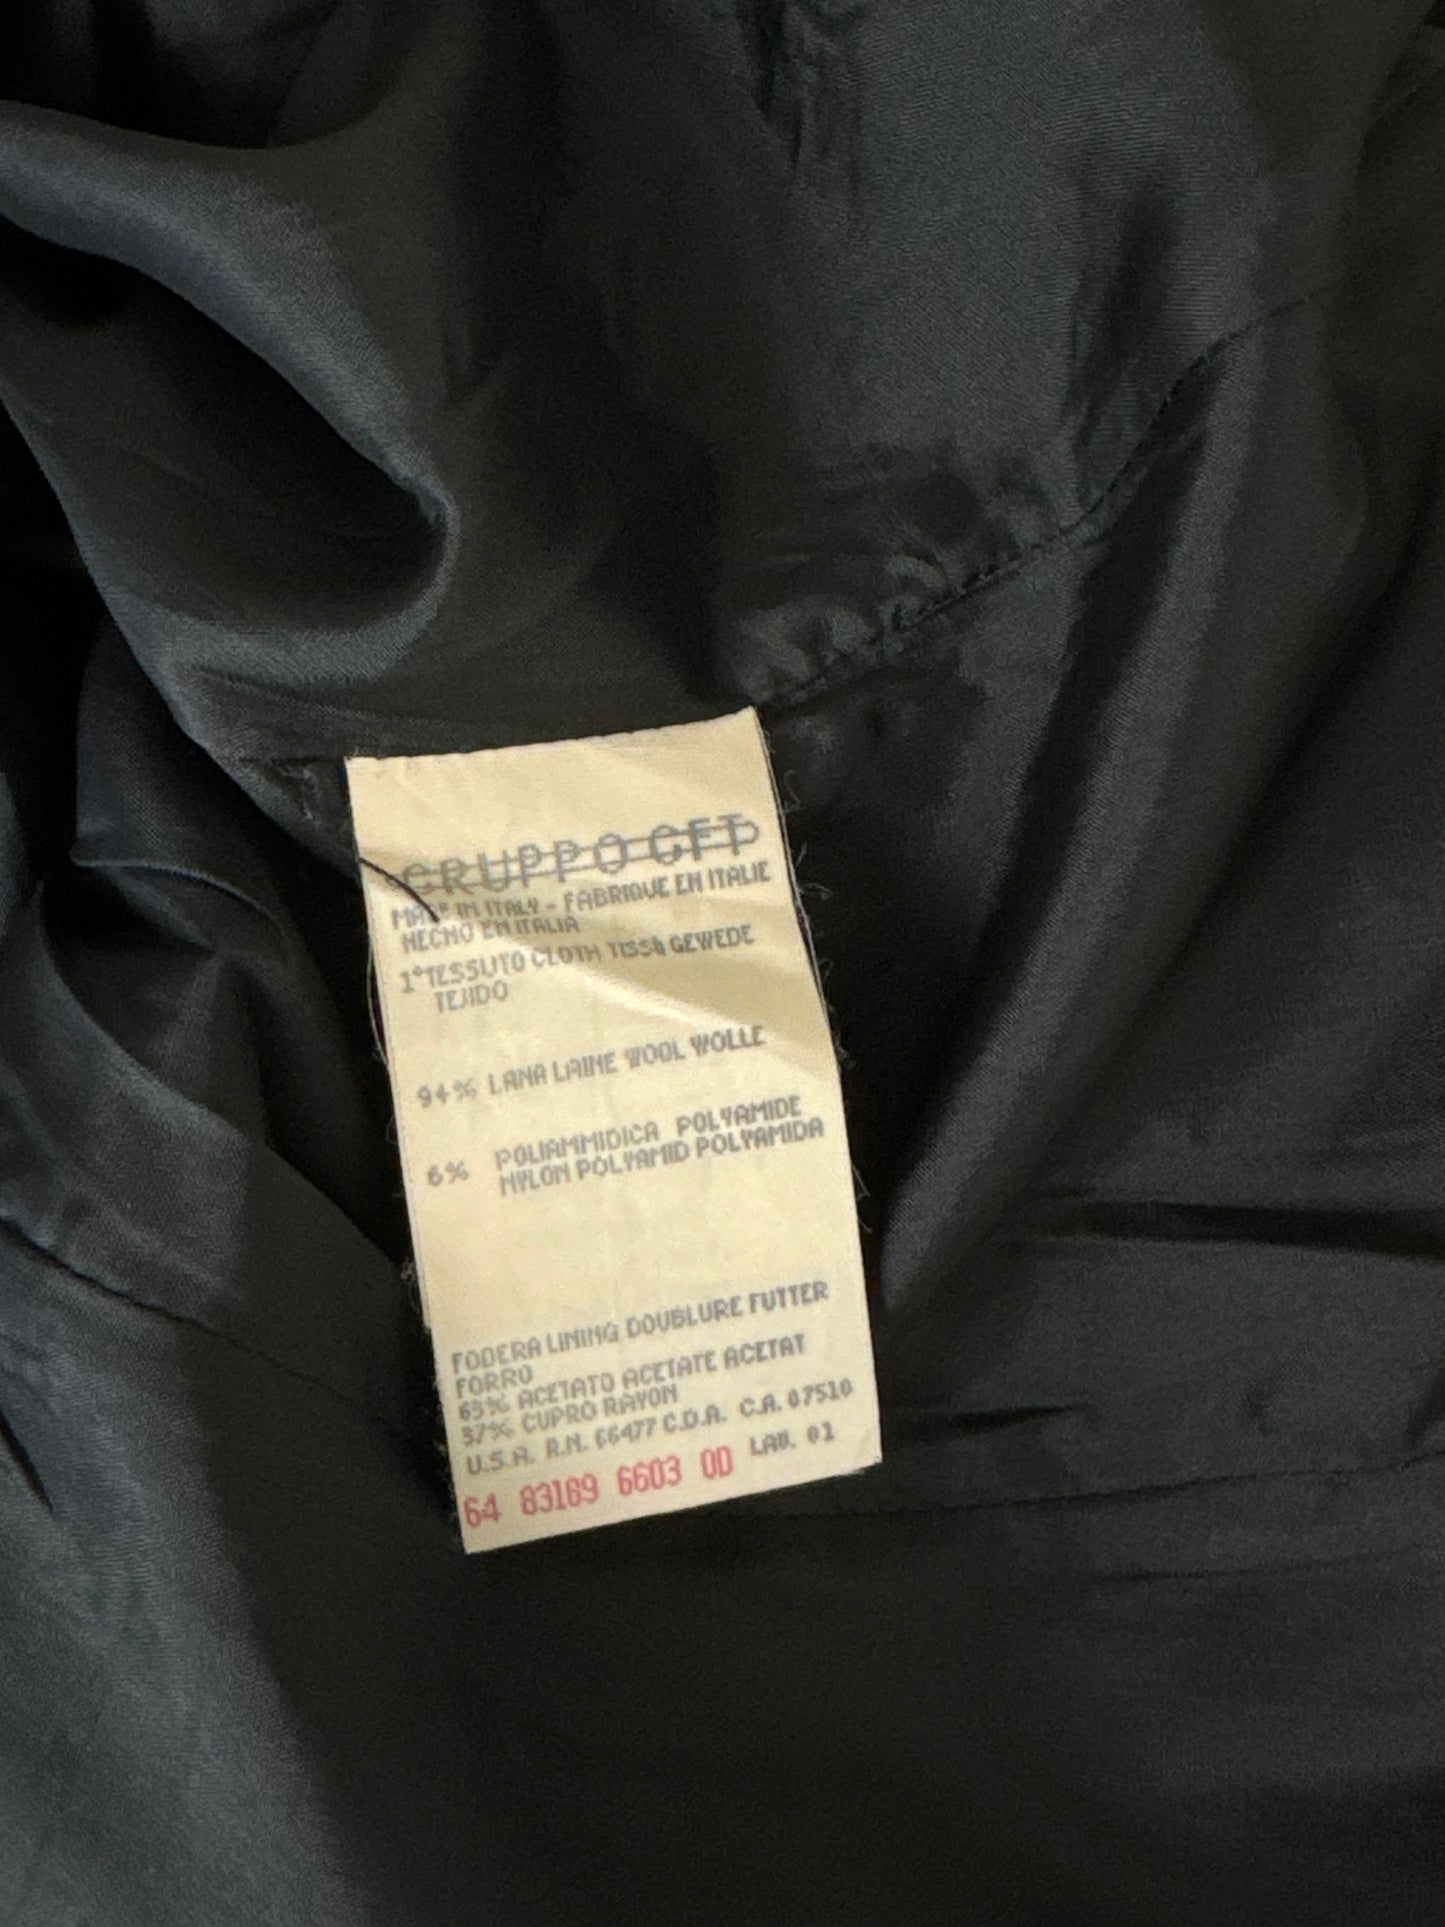 GRUPPO GFT
MADE IN ITALY - FABRIQUE EN ITALIE
HECHO EN ITALIA
1° TESSUTO CLOTH TISSU GEWEDE
TEJIDO
94% LANA LAINE WOOL WOLLE
6% POLIAMMIDICA POLYAMIDE
NYLON POLYAMID POLYAMIDA
FODERA LINING DOUBLURE FUTTER
FORRO
63% ACETATO ACETATE ACETAT
37% CUPRO RAYON
U.S.A. R.N. 66477 C.D.A. C.A. 07510
64 83169 6603 0D LAV. 01